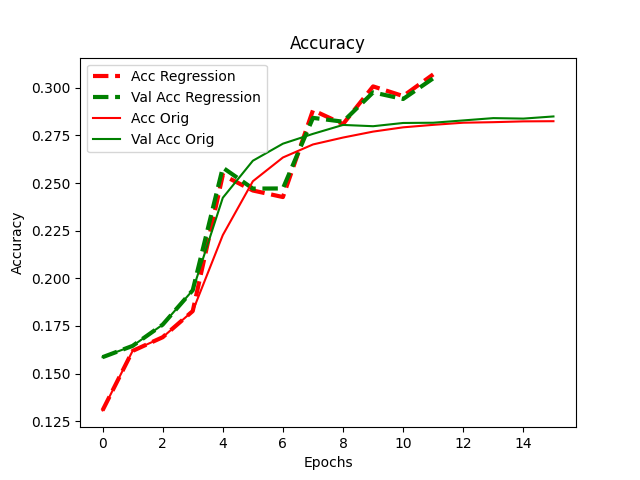 Accuracy
Acc Regression
Val Acc Regression
Acc Orig
Val Acc Orig
0.300
0.275
0.250
0.225
0.200
0.175
0.150
0.125
Accuracy
0 2 4 6 8 10 12 14
Epochs